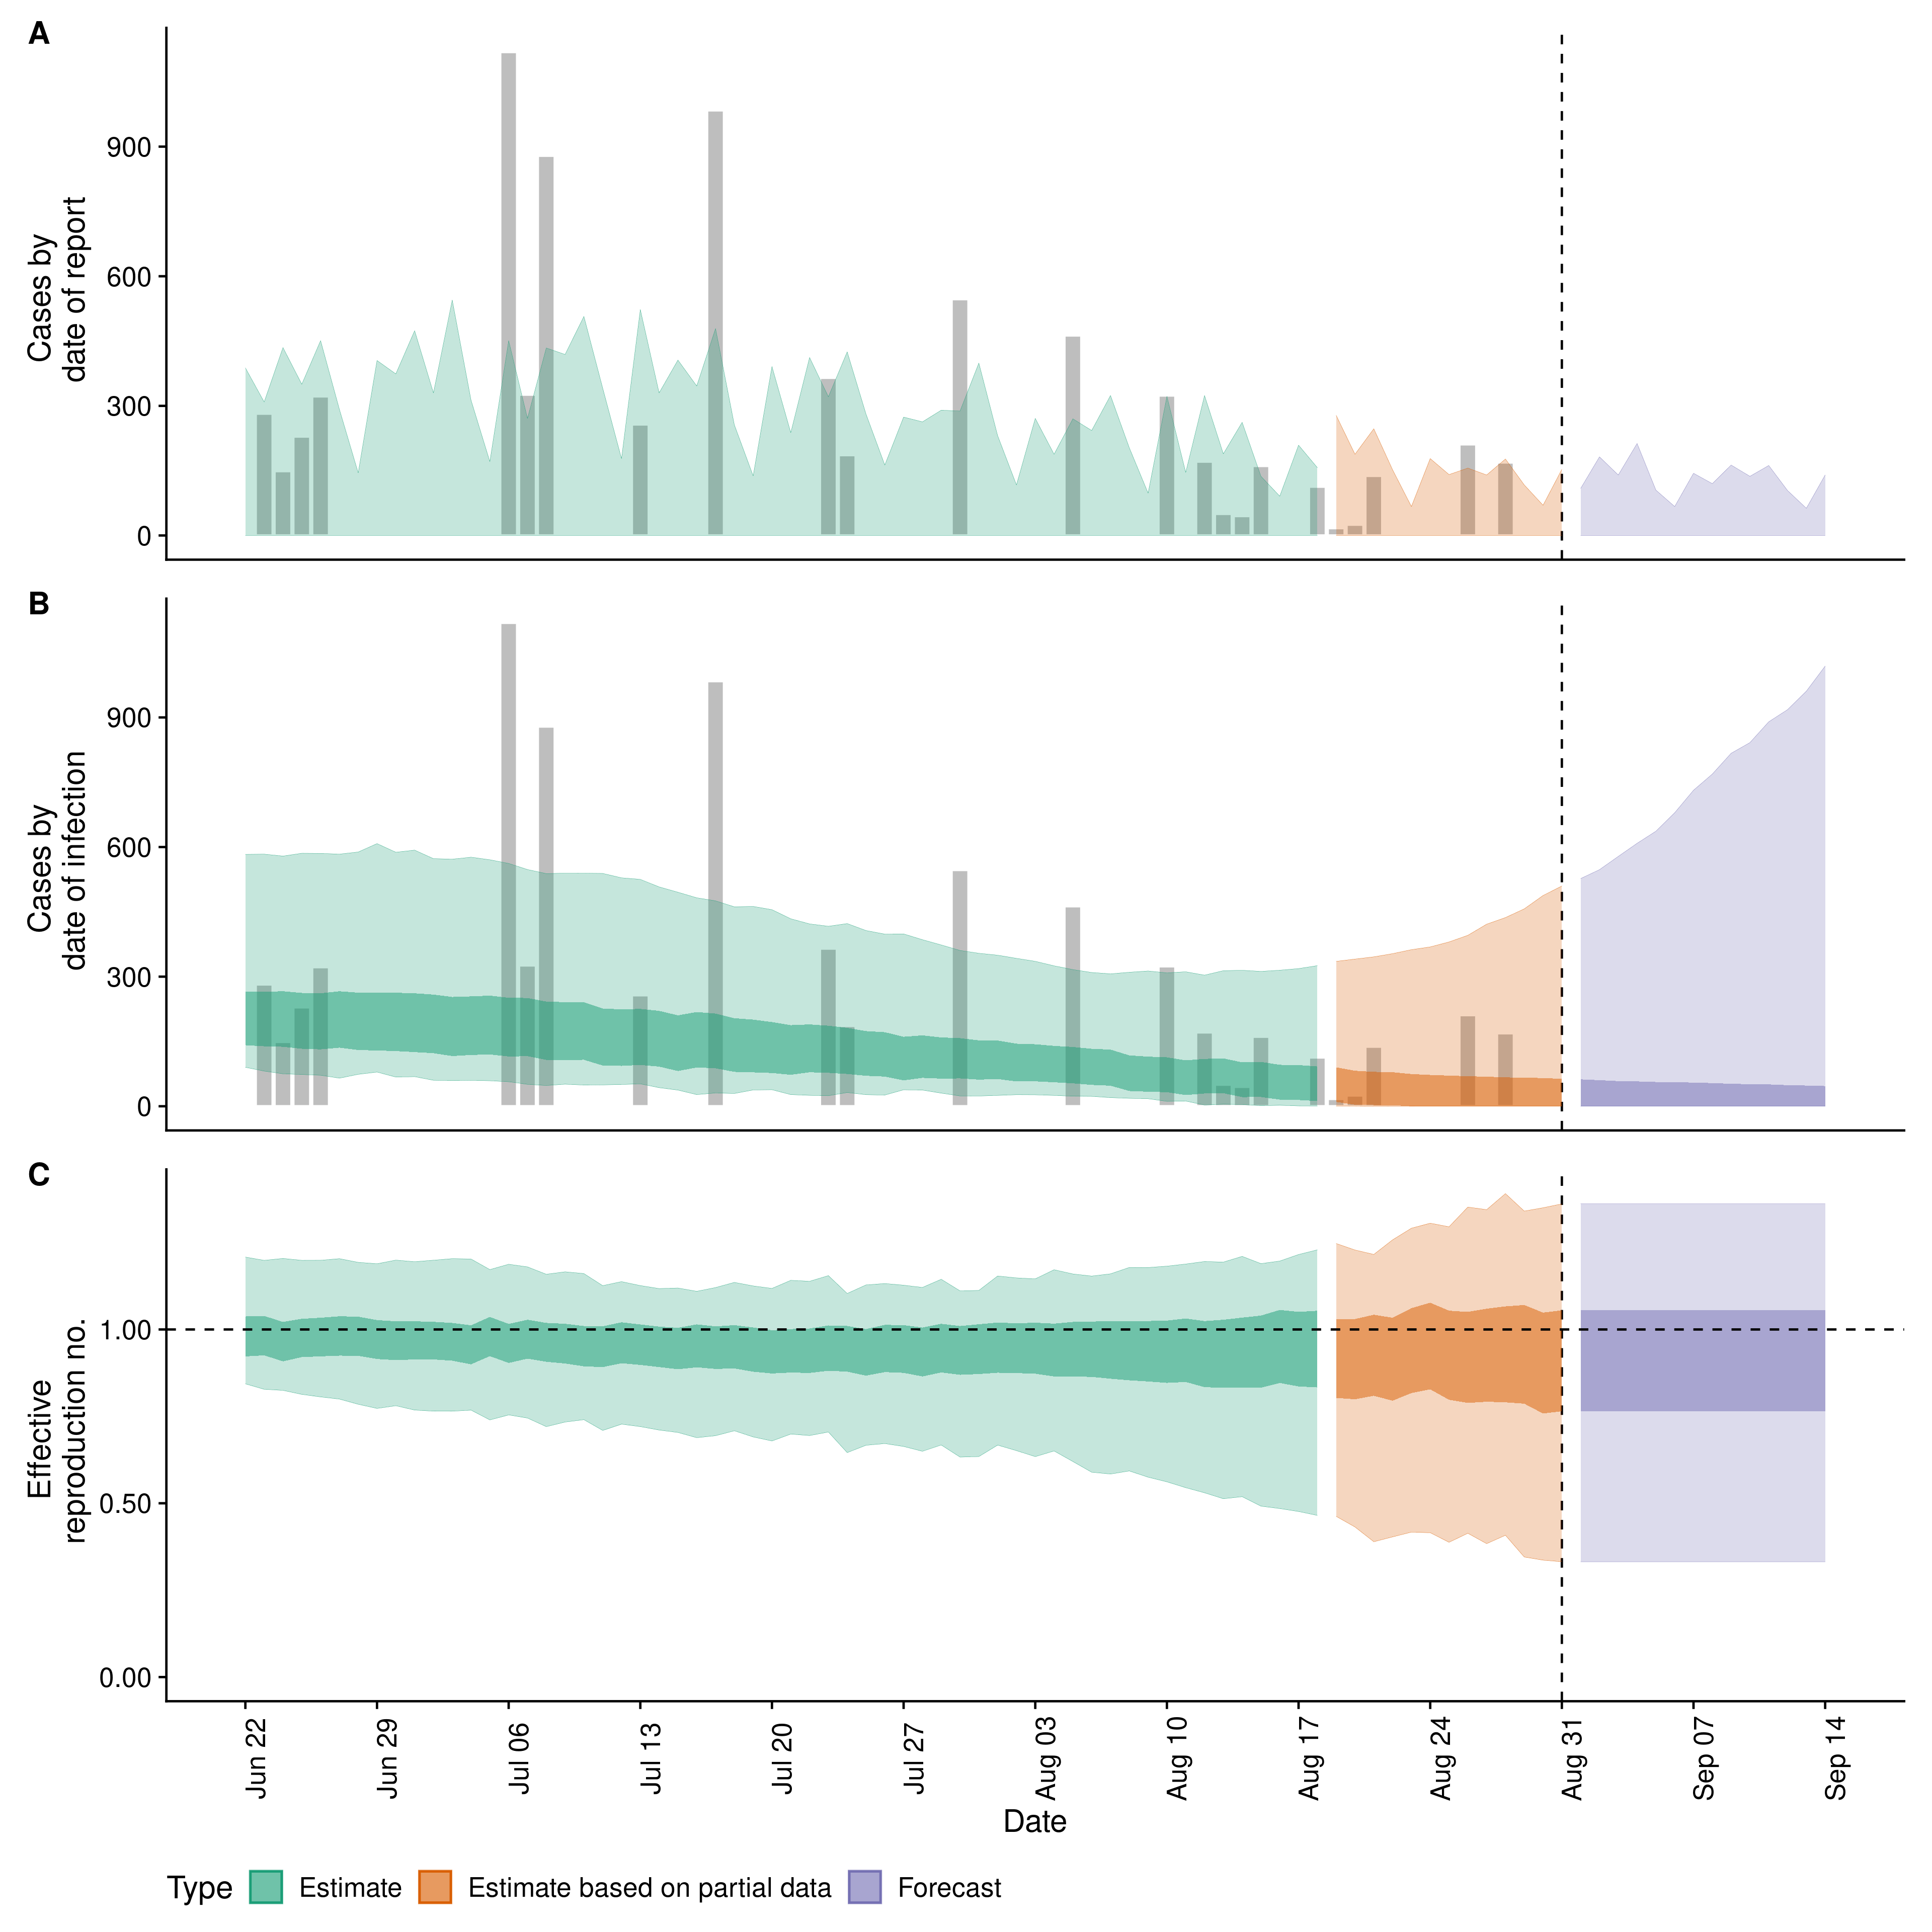 A
Cases by
date of report
900
600
300
0
B
Cases by
date of infection
900
600
300
0
C
Effective
reproduction no.
1.00
0.50
0.00
Jun 22
Jun 29
Jul 06
Jul 13
Jul 20
Jul 27
Aug 03
Aug 10
Aug 17
Aug 24
Aug 31
Sep 07
Sep 14
Date
Type Estimate Estimate based on partial data Forecast